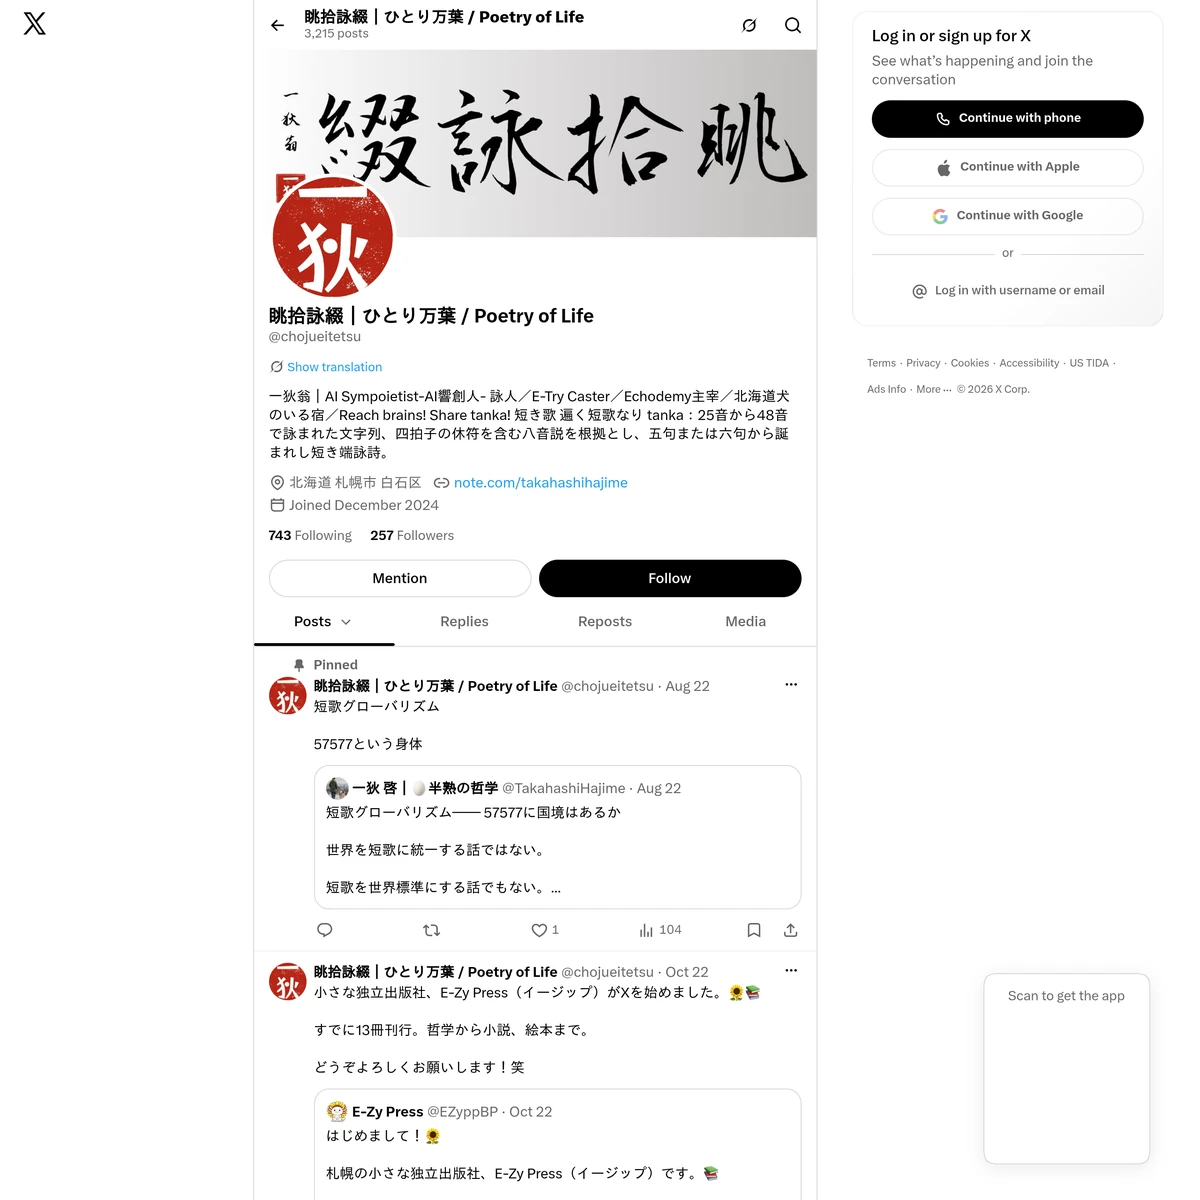 眺拾詠綴｜ひとり万葉 / Poetry of Life
3,215 posts
一狄翁
綴詠拾眺
一狄
眺拾詠綴｜ひとり万葉 / Poetry of Life
@chojueitetsu
Show translation
一狄翁｜AI Sympoietist-AI響創人- 詠人／E-Try Caster／Echodemy主宰／北海道犬
のいる宿／Reach brains! Share tanka! 短き歌 遍く短歌なり tanka：25音から48音
で詠まれた文字列、四拍子の休符を含む八音説を根拠とし、五句または六句から誕
まれし短き端詠詩。
北海道 札幌市 白石区 note.com/takahashihajime
Joined December 2024
743 Following 257 Followers
Mention Follow
Posts Replies Reposts Media
Pinned
眺拾詠綴｜ひとり万葉 / Poetry of Life @chojueitetsu · Aug 22
短歌グローバリズム
57577という身体
一狄 啓｜🥚半熟の哲学 @TakahashiHajime · Aug 22
短歌グローバリズム—— 57577に国境はあるか
世界を短歌に統一する話ではない。
短歌を世界標準にする話でもない。...
1 104
眺拾詠綴｜ひとり万葉 / Poetry of Life @chojueitetsu · Oct 22
小さな独立出版社、E-Zy Press（イージップ）がXを始めました。🌻📚
すでに13冊刊行。哲学から小説、絵本まで。
どうぞよろしくお願いします！笑
E-Zy Press @EZyppBP · Oct 22
はじめまして！🌻
札幌の小さな独立出版社、E-Zy Press（イージップ）です。📚
Log in or sign up for X
See what's happening and join the
conversation
Continue with phone
Continue with Apple
Continue with Google
or
Log in with username or email
Terms · Privacy · Cookies · Accessibility · US TIDA ·
Ads Info · More ··· © 2026 X Corp.
Scan to get the app